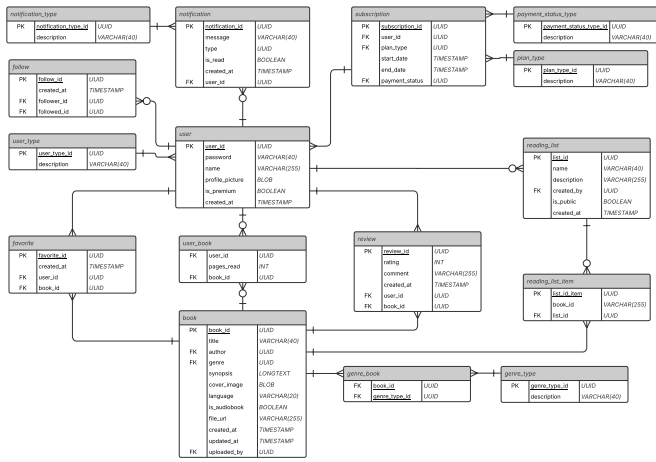 notification_type
PK notification_type_id UUID
description VARCHAR(40)
notification
PK notification_id UUID
message VARCHAR(40)
type UUID
is_read BOOLEAN
created_at TIMESTAMP
FK user_id UUID
subscription
PK subscription_id UUID
FK user_id UUID
FK plan_type UUID
start_date TIMESTAMP
end_date TIMESTAMP
FK payment_status UUID
payment_status_type
PK payment_status_type_id UUID
description VARCHAR(40)
plan_type
PK plan_type_id UUID
description VARCHAR(40)
follow
PK follow_id UUID
created_at TIMESTAMP
FK follower_id UUID
FK followed_id UUID
user_type
PK user_type_id UUID
description VARCHAR(40)
user
PK user_id UUID
password VARCHAR(40)
name VARCHAR(255)
profile_picture BLOB
is_premium BOOLEAN
created_at TIMESTAMP
reading_list
PK list_id UUID
name VARCHAR(40)
description VARCHAR(255)
FK created_by UUID
is_public BOOLEAN
created_at TIMESTAMP
favorite
PK favorite_id UUID
created_at TIMESTAMP
FK user_id UUID
FK book_id UUID
user_book
FK user_id UUID
pages_read INT
FK book_id UUID
review
PK review_id UUID
rating INT
comment VARCHAR(255)
created_at TIMESTAMP
FK user_id UUID
FK book_id UUID
reading_list_item
PK list_id_item UUID
book_id VARCHAR(255)
FK list_id UUID
book
PK book_id UUID
title VARCHAR(40)
FK author UUID
FK genre UUID
synopsis LONGTEXT
cover_image BLOB
language VARCHAR(20)
is_audiobook BOOLEAN
file_url VARCHAR(255)
created_at TIMESTAMP
updated_at TIMESTAMP
FK uploaded_by UUID
genre_book
FK book_id UUID
FK genre_type_id UUID
genre_type
PK genre_type_id UUID
description VARCHAR(40)